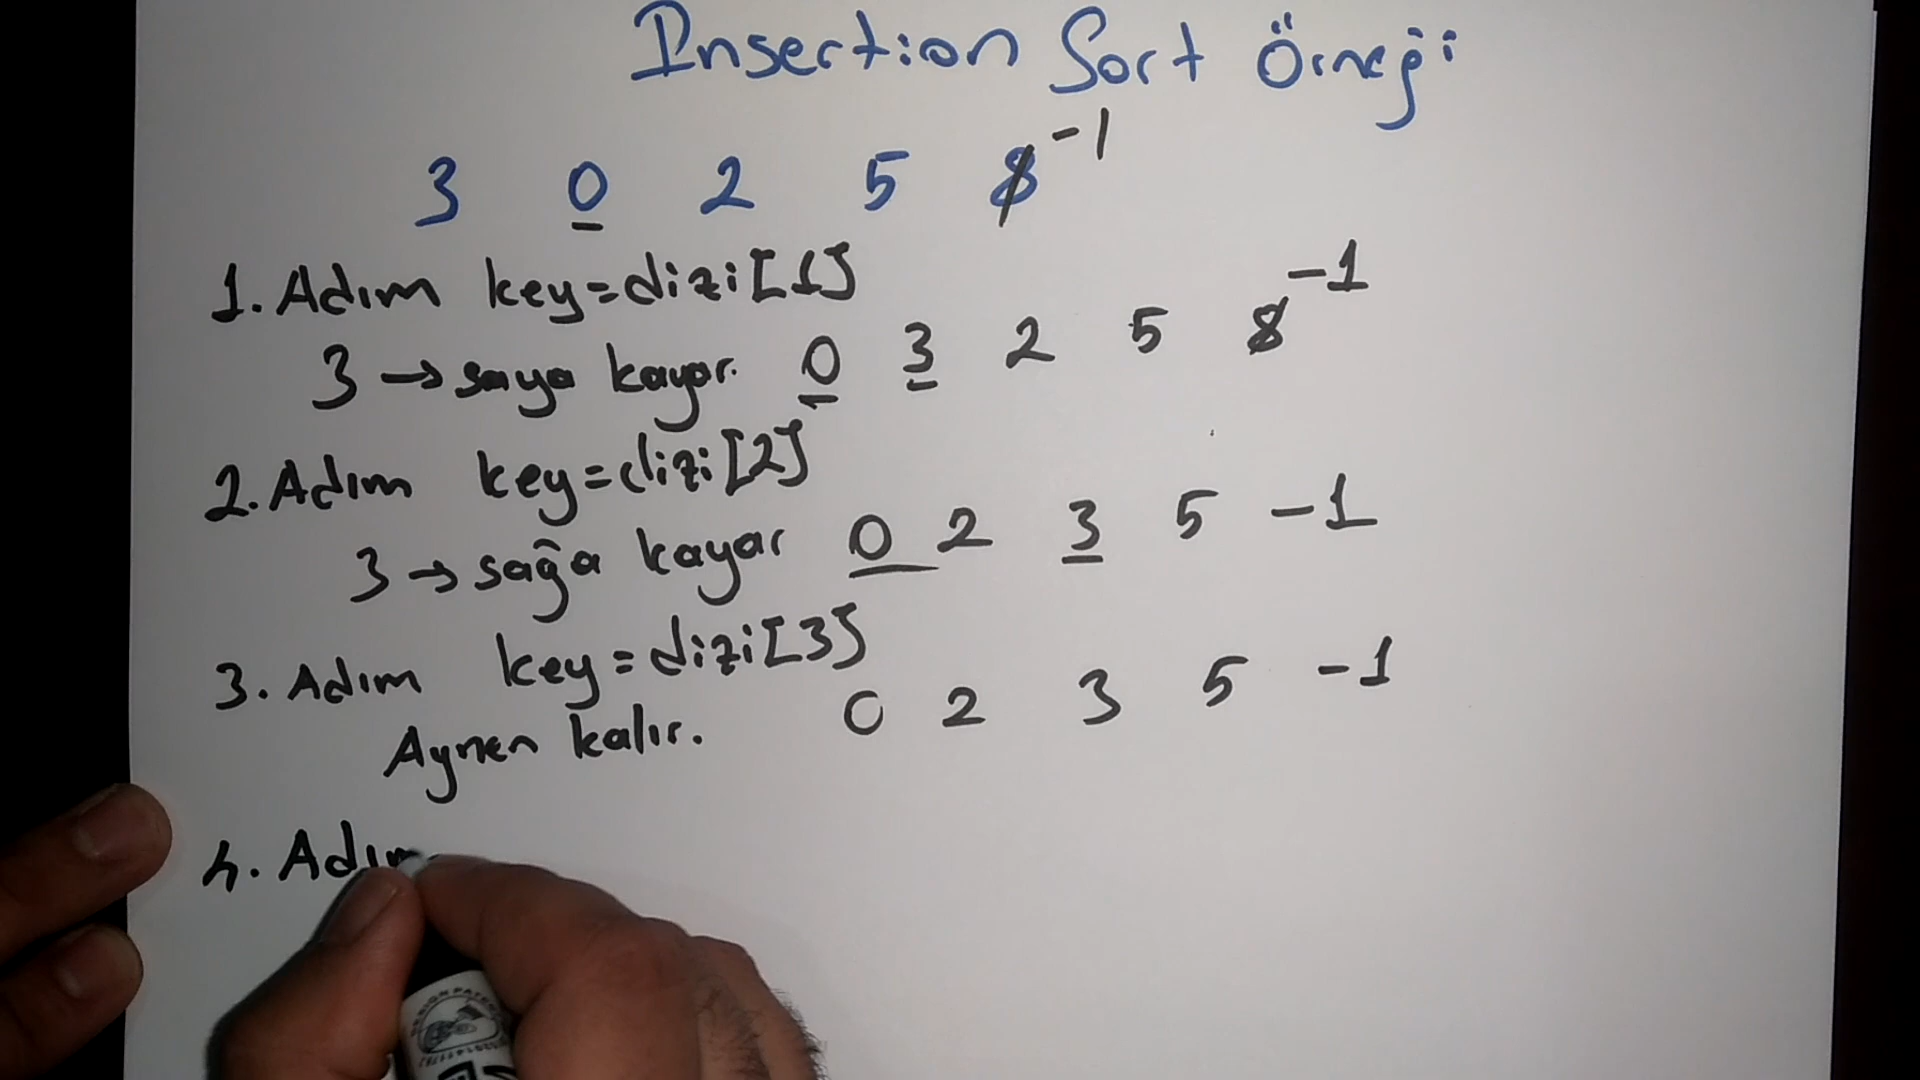 Insertion Sort Örneği
3 0 2 5 8 -1
1. Adım key=dizi[1]
3 → saya kayar. 0 3 2 5 8 -1
2. Adım key=dizi[2]
3 → sağa kayar 0 2 3 5 -1
3. Adım key=dizi[3]
Aynen kalır. 0 2 3 5 -1
4. Adım